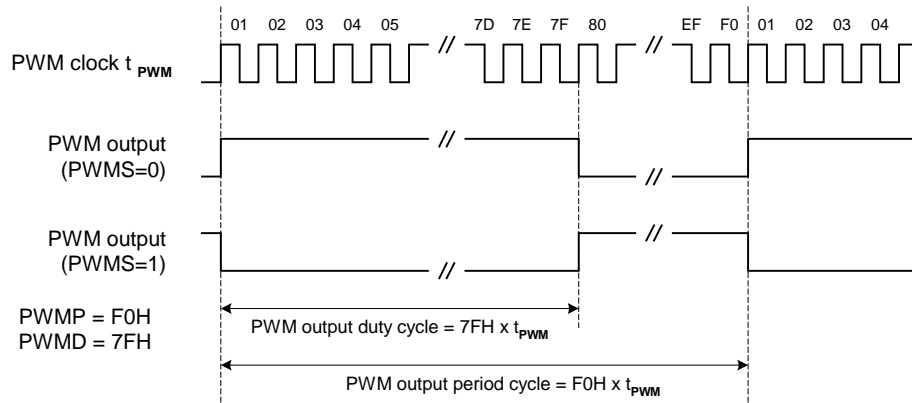 01 02 03 04 05 7D 7E 7F 80 EF F0 01 02 03 04
PWM clock t PWM
//
//
PWM output
(PWMS=0)
//
//
PWM output
(PWMS=1)
//
//
PWMP = F0H
PWMD = 7FH
PWM output duty cycle = 7FH x tPWM
PWM output period cycle = F0H x tPWM